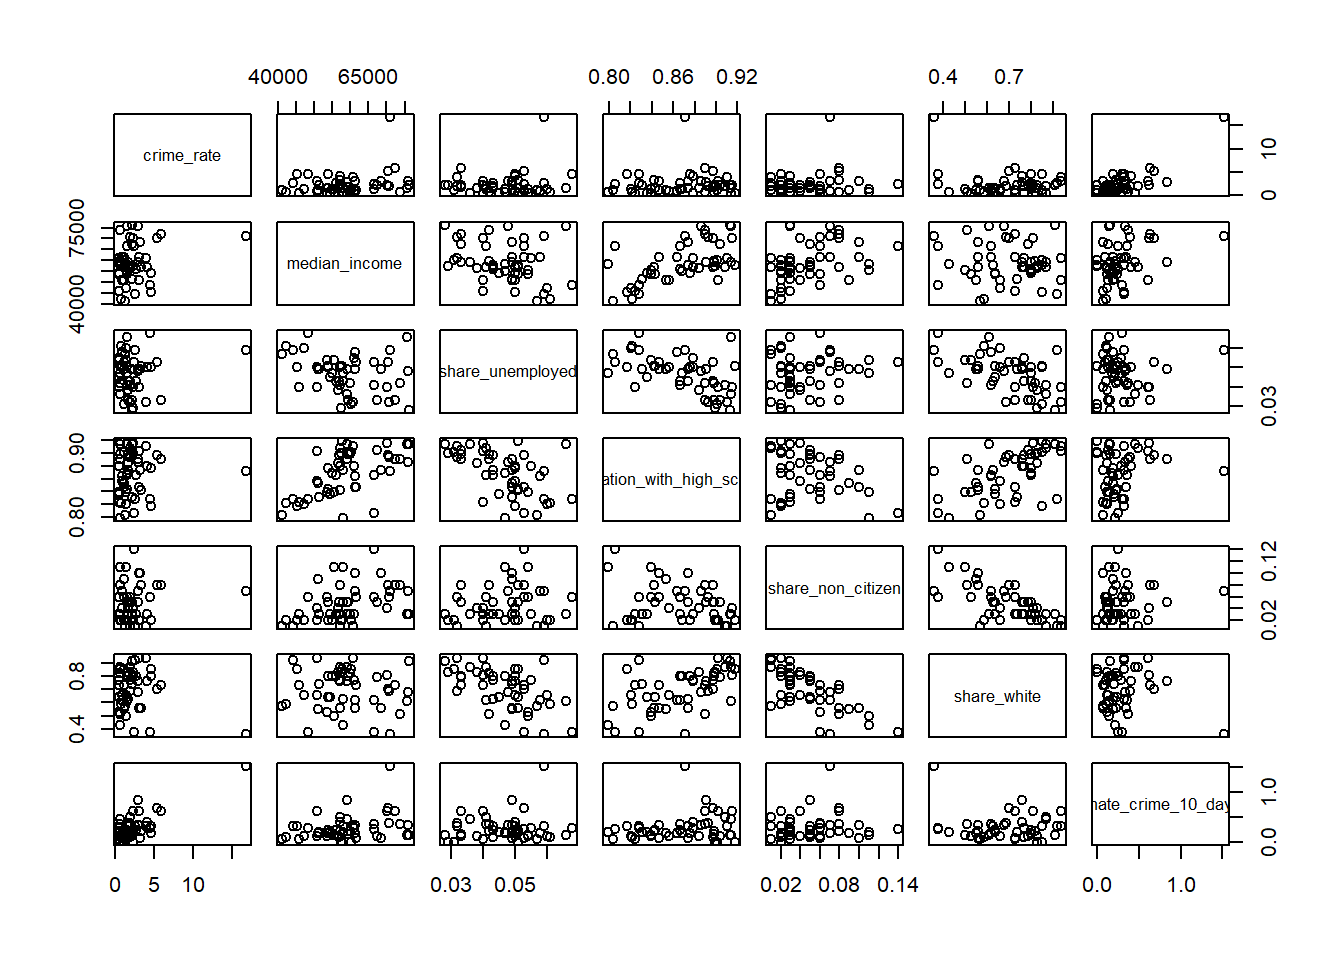 40000 65000 0.80 0.86 0.92 0.4 0.7
crime_rate
0 10
40000 75000
median_income
share_unemployed
0.03
0.80 0.90
ation_with_high_sc
share_non_citizen
0.02 0.12
0.4 0.8
share_white
nate_crime_10_day
0.0 1.0
0 5 10 0.03 0.05 0.02 0.08 0.14 0.0 1.0